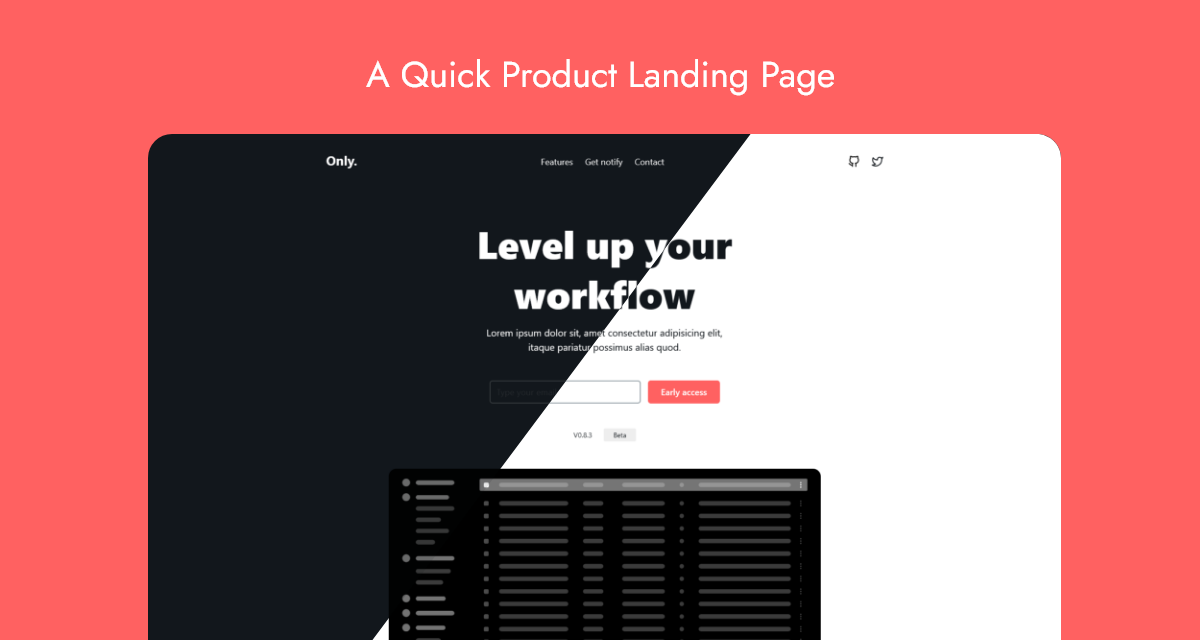 A Quick Product Landing Page
Only.
Features Get notify Contact
Level up your
workflow
Lorem ipsum dolor sit, amet consectetur adipisicing elit,
itaque pariatur possimus alias quod.
Type your
Early access
V0.8.3 Beta